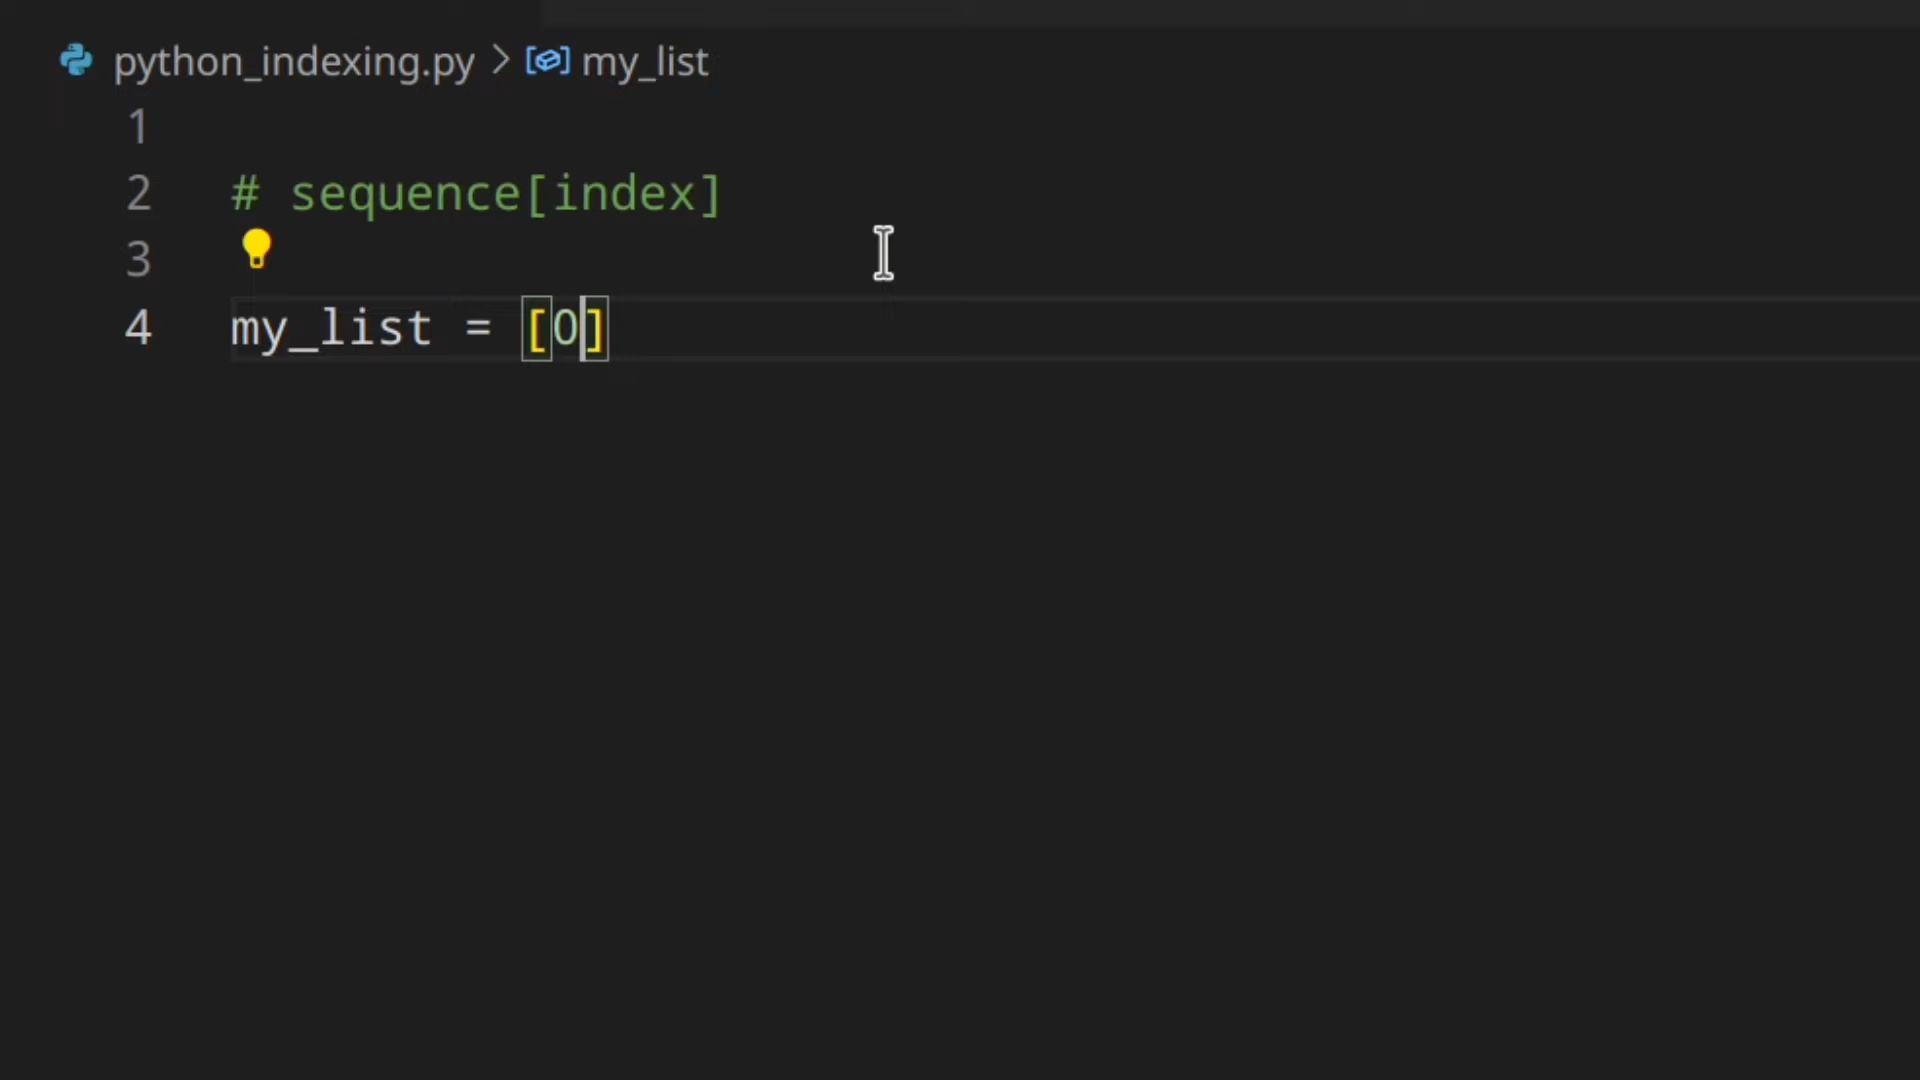 python_indexing.py > my_list
1
2 # sequence[index]
3
4 my_list = [0]